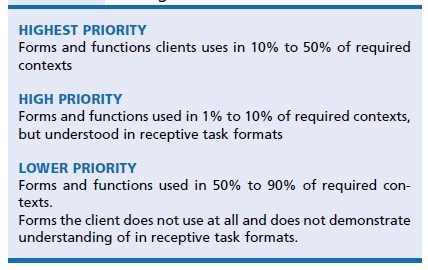 HIGHEST PRIORITY
Forms and functions clients uses in 10% to 50% of required
contexts
HIGH PRIORITY
Forms and functions used in 1% to 10% of required contexts,
but understood in receptive task formats
LOWER PRIORITY
Forms and functions used in 50% to 90% of required con-
texts.
Forms the client does not use at all and does not demonstrate
understanding of in receptive task formats.